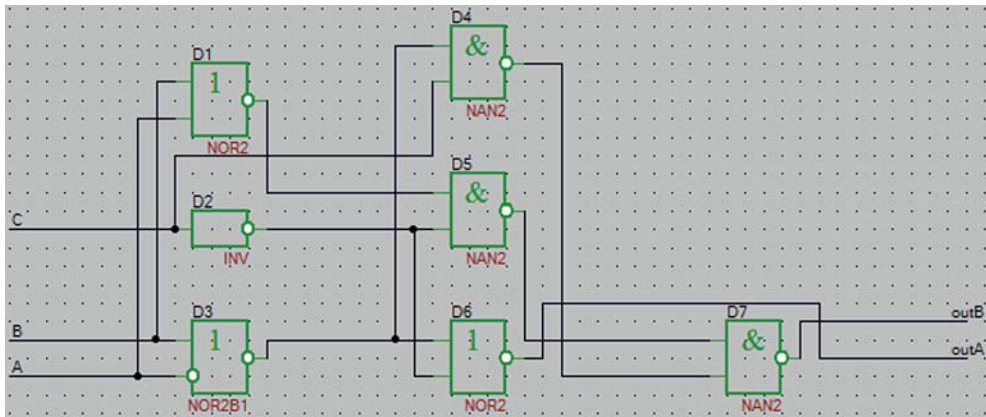 D1
1
NOR2
D4
&
NAN2
D5
&
NAN2
C
D2
INV
B
A
D3
1
NOR2B1
D6
1
NOR2
D7
&
NAN2
outB
outA